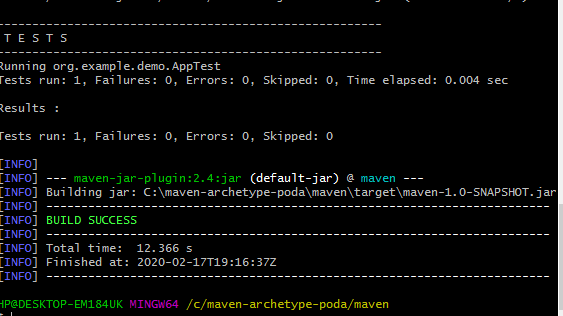 -------------------------------------------------------
T E S T S
-------------------------------------------------------
Running org.example.demo.AppTest
Tests run: 1, Failures: 0, Errors: 0, Skipped: 0, Time elapsed: 0.004 sec
Results :
Tests run: 1, Failures: 0, Errors: 0, Skipped: 0
[INFO]
[INFO] --- maven-jar-plugin:2.4:jar (default-jar) @ maven ---
[INFO] Building jar: C:\maven-archetype-poda\maven\target\maven-1.0-SNAPSHOT.jar
[INFO] ------------------------------------------------------------------------
[INFO] BUILD SUCCESS
[INFO] ------------------------------------------------------------------------
[INFO] Total time:  12.366 s
[INFO] Finished at: 2020-02-17T19:16:37Z
[INFO] ------------------------------------------------------------------------
HP@DESKTOP-EM184UK MINGW64 /c/maven-archetype-poda/maven